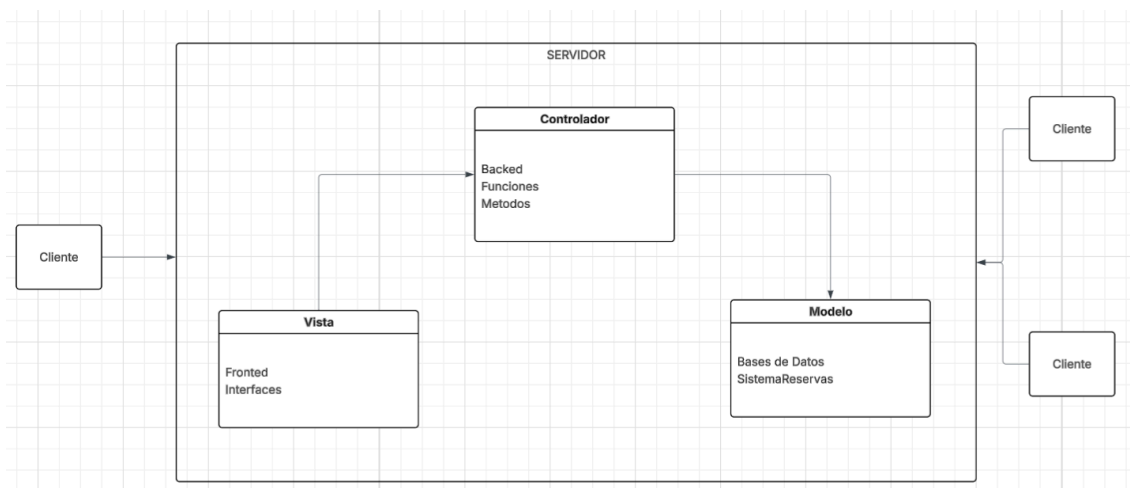 SERVIDOR
Controlador
Backed
Funciones
Metodos
Cliente
Cliente
Vista
Fronted
Interfaces
Modelo
Bases de Datos
SistemaReservas
Cliente